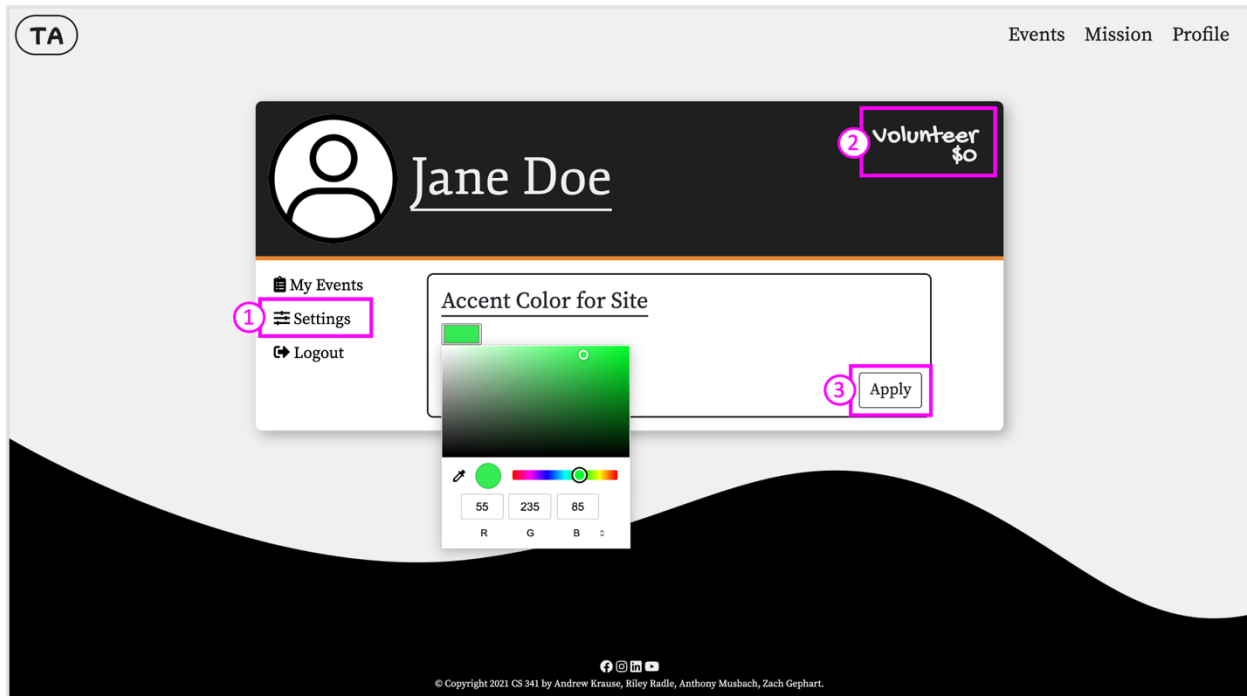 TA
Events Mission Profile
Volunteer
$0
2
Jane Doe
My Events
1
Settings
Logout
Accent Color for Site
3
Apply
55 235 85
R G B
© Copyright 2021 CS 341 by Andrew Krause, Riley Radle, Anthony Musbach, Zach Gephart.